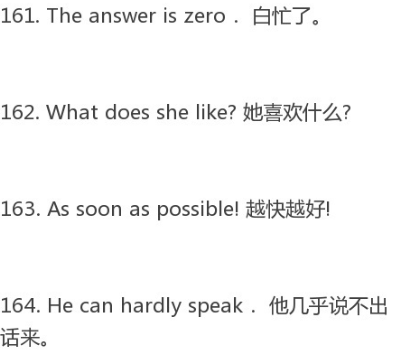 161. The answer is zero． 白忙了。
162. What does she like? 她喜欢什么?
163. As soon as possible! 越快越好!
164. He can hardly speak． 他几乎说不出
话来。